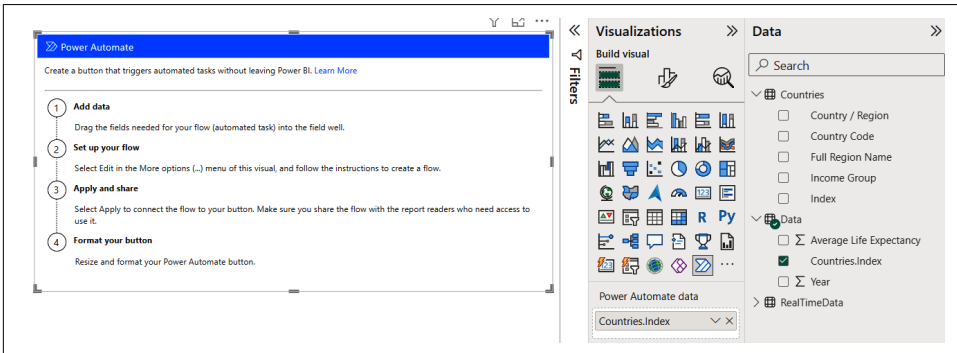 Power Automate
Create a button that triggers automated tasks without leaving Power BI. Learn More
1 Add data
Drag the fields needed for your flow (automated task) into the field well.
2 Set up your flow
Select Edit in the More options (...) menu of this visual, and follow the instructions to create a flow.
3 Apply and share
Select Apply to connect the flow to your button. Make sure you share the flow with the report readers who need access to
use it.
4 Format your button
Resize and format your Power Automate button.
Filters
Visualizations
Build visual
123
R Py
123
Power Automate data
Countries.Index
Data
Search
Countries
Country / Region
Country Code
Full Region Name
Income Group
Index
Data
Σ Average Life Expectancy
Countries.Index
Σ Year
RealTimeData